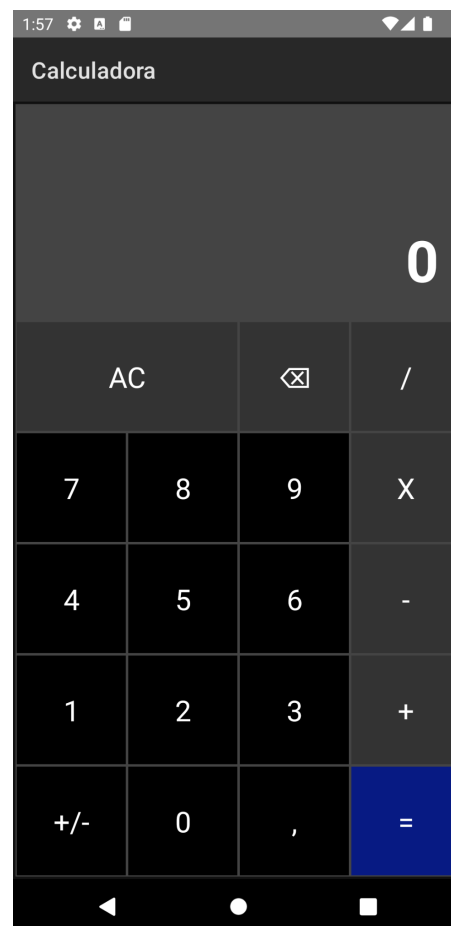 1:57
Calculadora
0
AC ⌫ /
7 8 9 X
4 5 6 -
1 2 3 +
+/- 0 , =